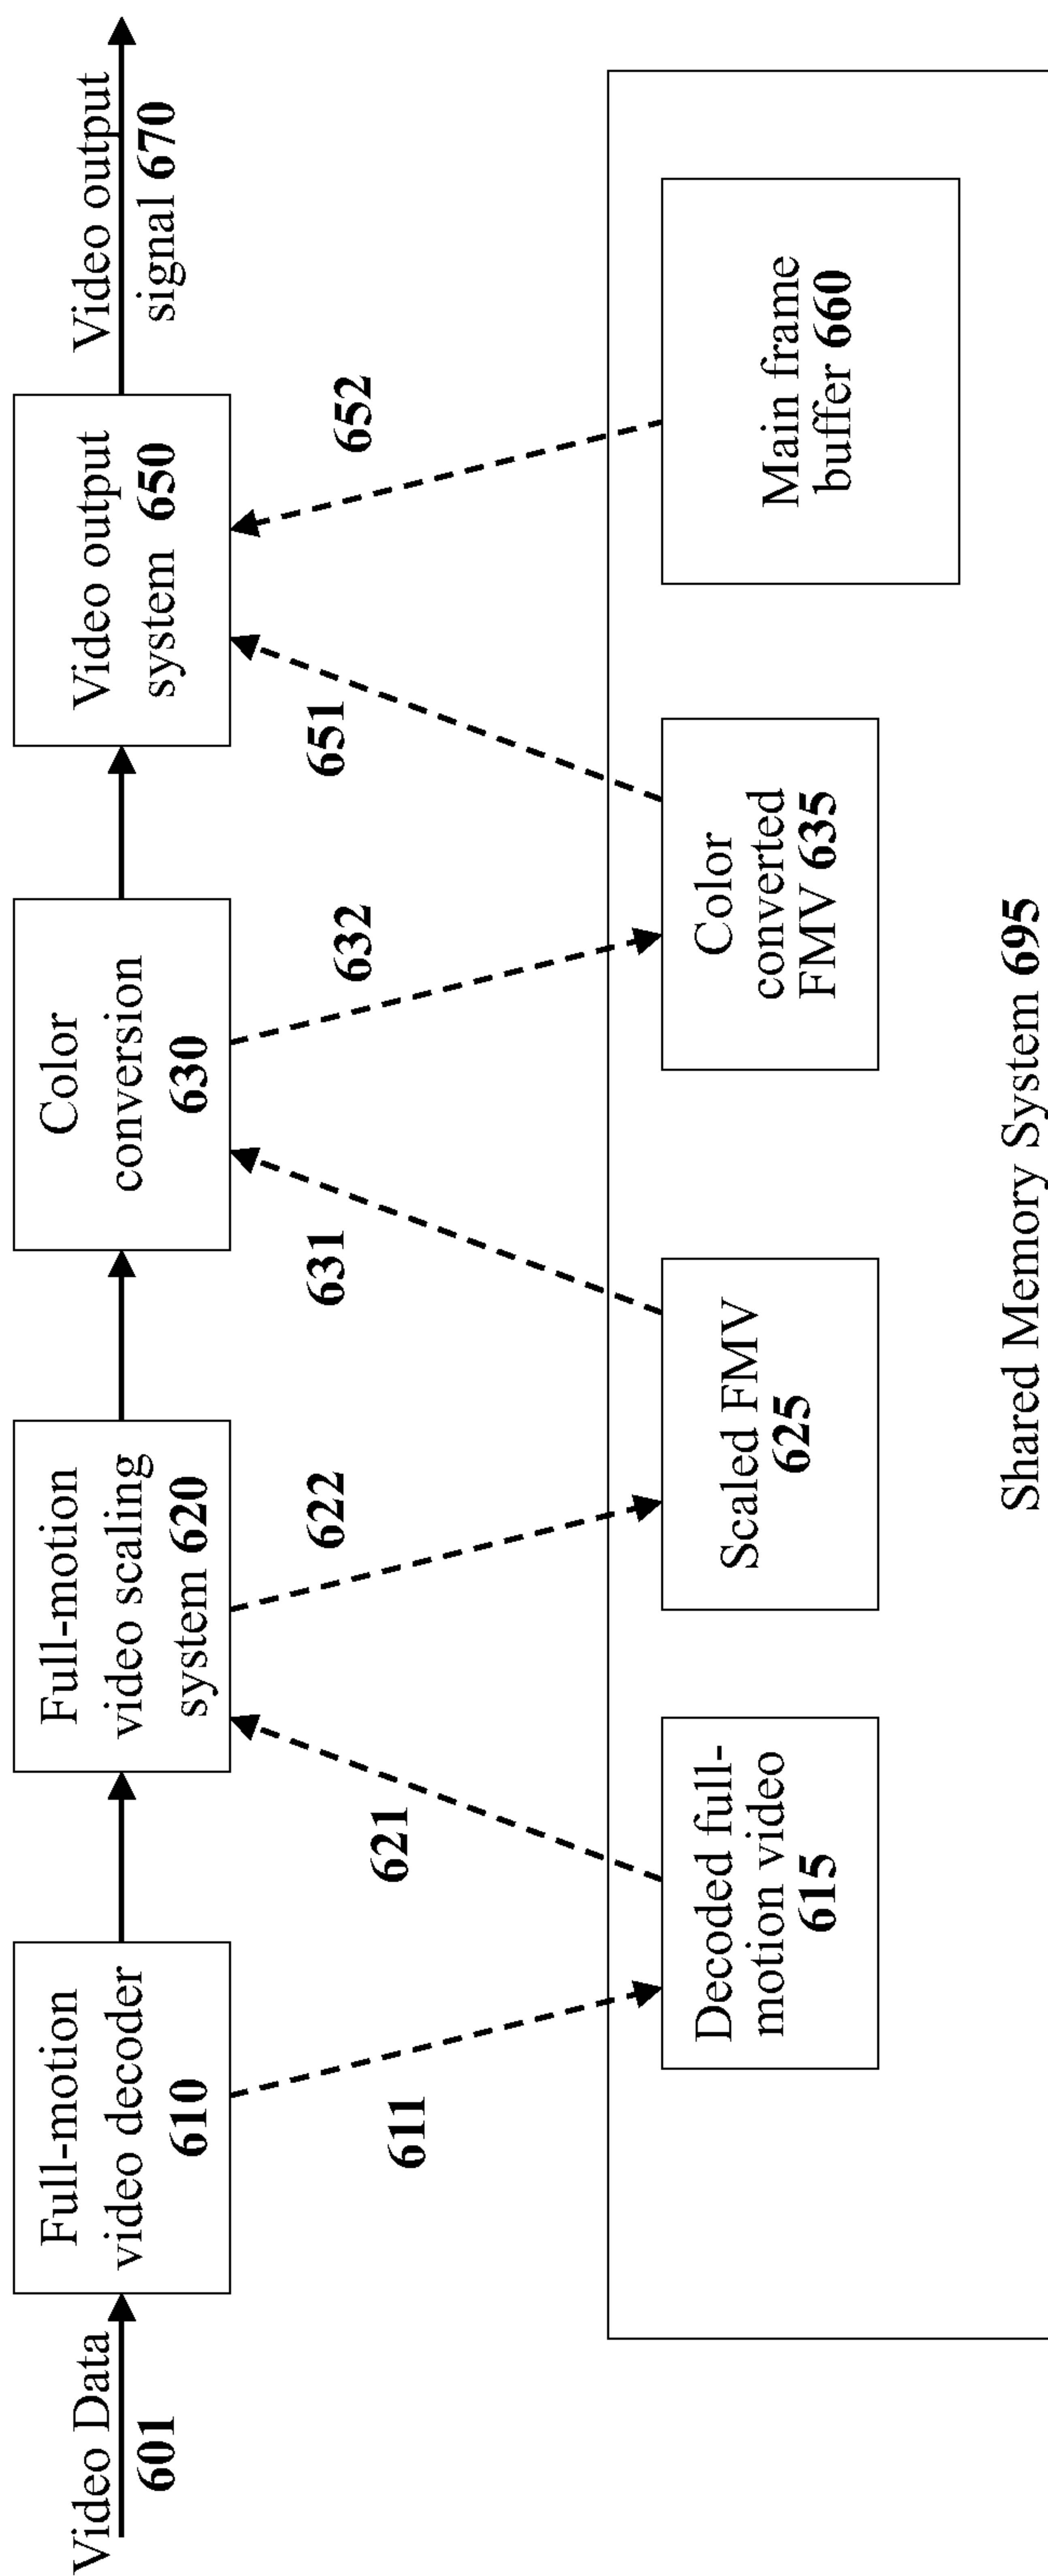 Video Data
601
Full-motion
video decoder
610
Full-motion
video scaling
system 620
Color
conversion
630
Video output
system 650
Video output
signal 670
611
621
622
631
632
651
652
Decoded full-
motion video
615
Scaled FMV
625
Color
converted
FMV 635
Main frame
buffer 660
Shared Memory System 695